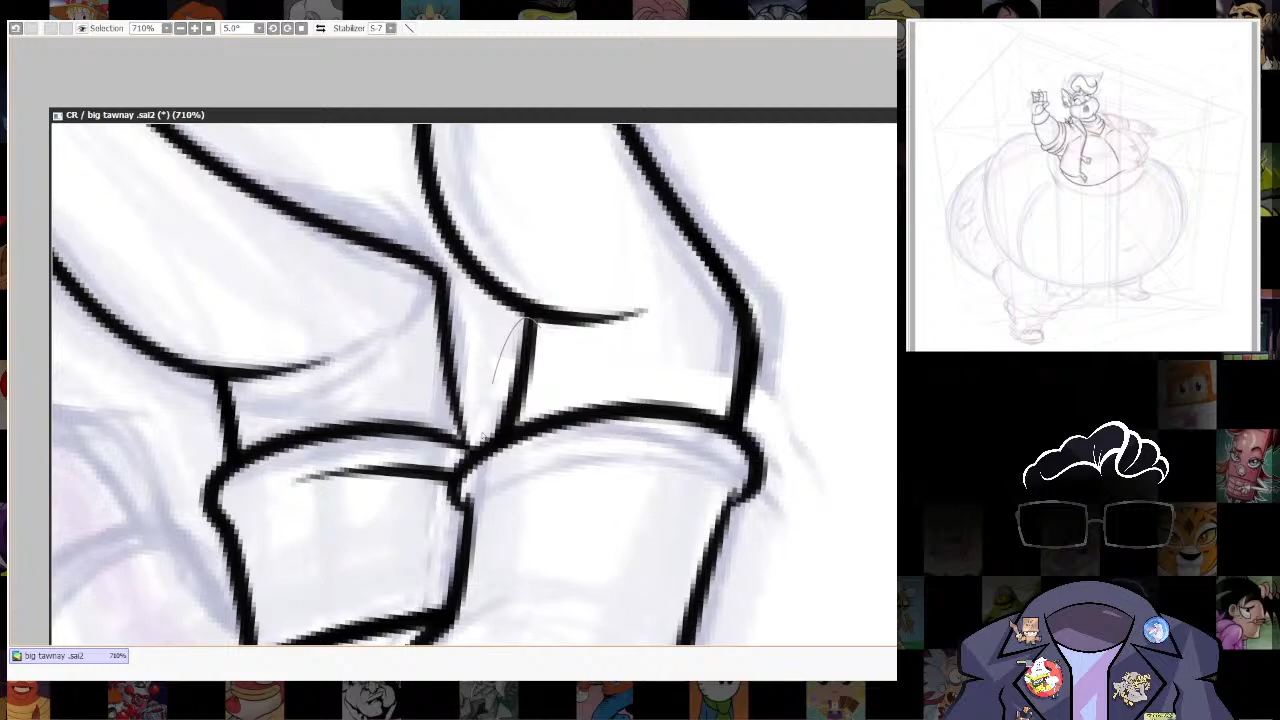 Selection 710% 5.0° Stabilizer S-7
CR / big tawnay .sai2 (*) (710%)
big tawnay .sai2 710%